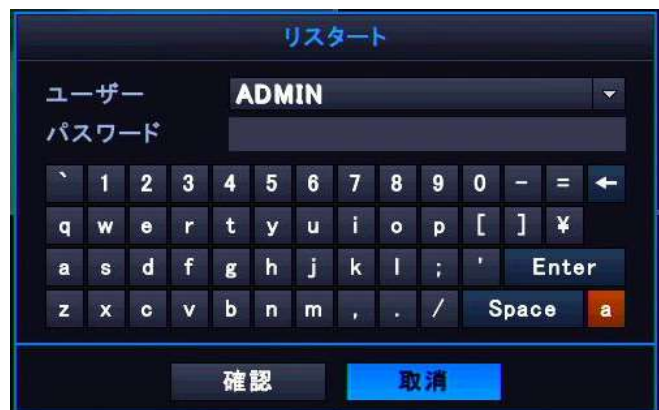 リスタート
ユーザー ADMIN
パスワード
` 1 2 3 4 5 6 7 8 9 0 - = ←
q w e r t y u i o p [ ] ¥
a s d f g h j k l ; ' Enter
z x c v b n m , . / Space a
確認 取消